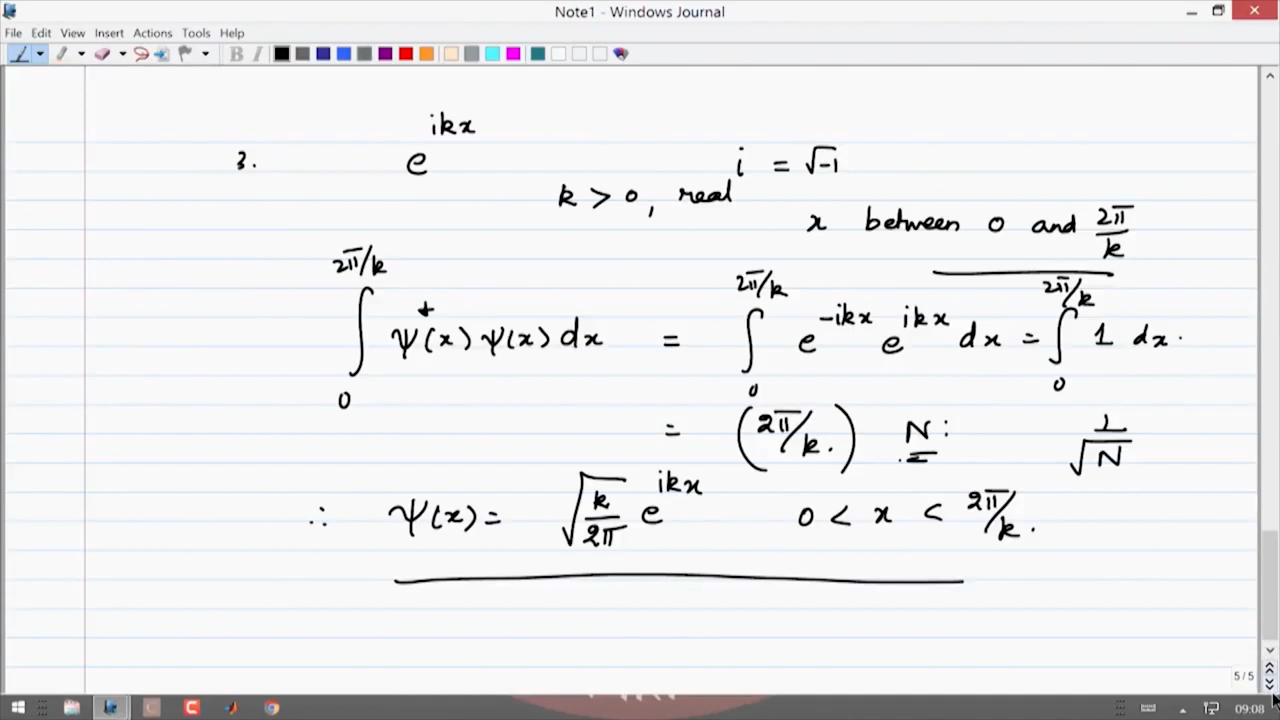 Note1 - Windows Journal
File Edit View Insert Actions Tools Help
B I
3. e^{ikx} i = √-1
k > 0, real
x between 0 and 2π/k
∫_0^{2π/k} ψ*(x) ψ(x) dx = ∫_0^{2π/k} e^{-ikx} e^{ikx} dx = ∫_0^{2π/k} 1 dx.
= (2π/k.) N: 1/√N
∴ ψ(x) = √(k/2π) e^{ikx} 0 < x < 2π/k.
5 / 5
09:08